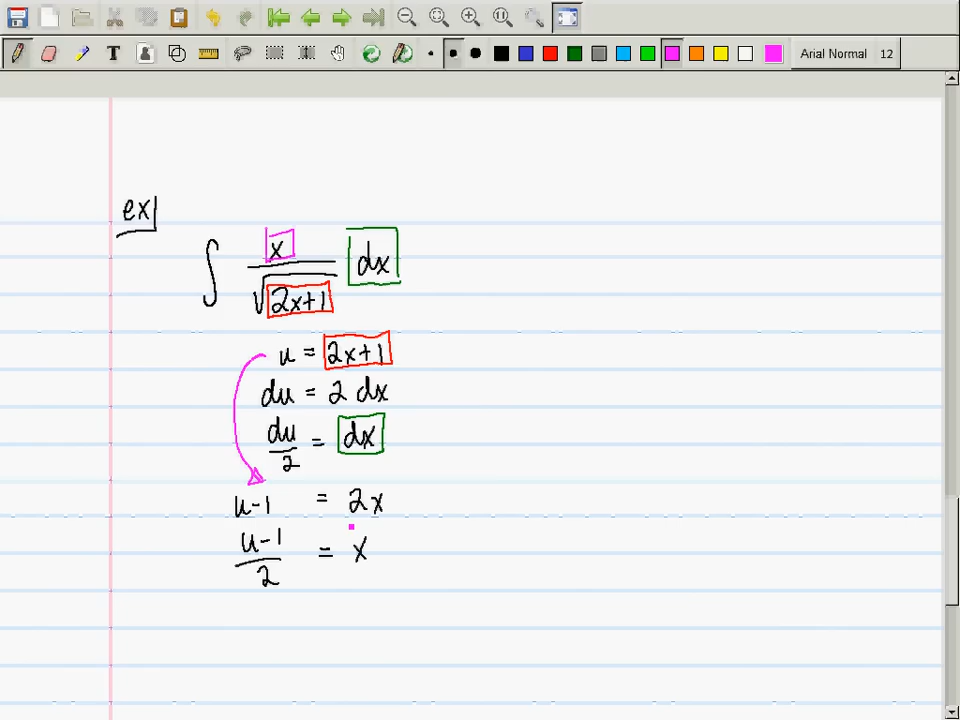 Arial Normal 12
ex
∫ x/√(2x+1) dx
u = 2x+1
du = 2 dx
du/2 = dx
u-1 = 2x
(u-1)/2 = x